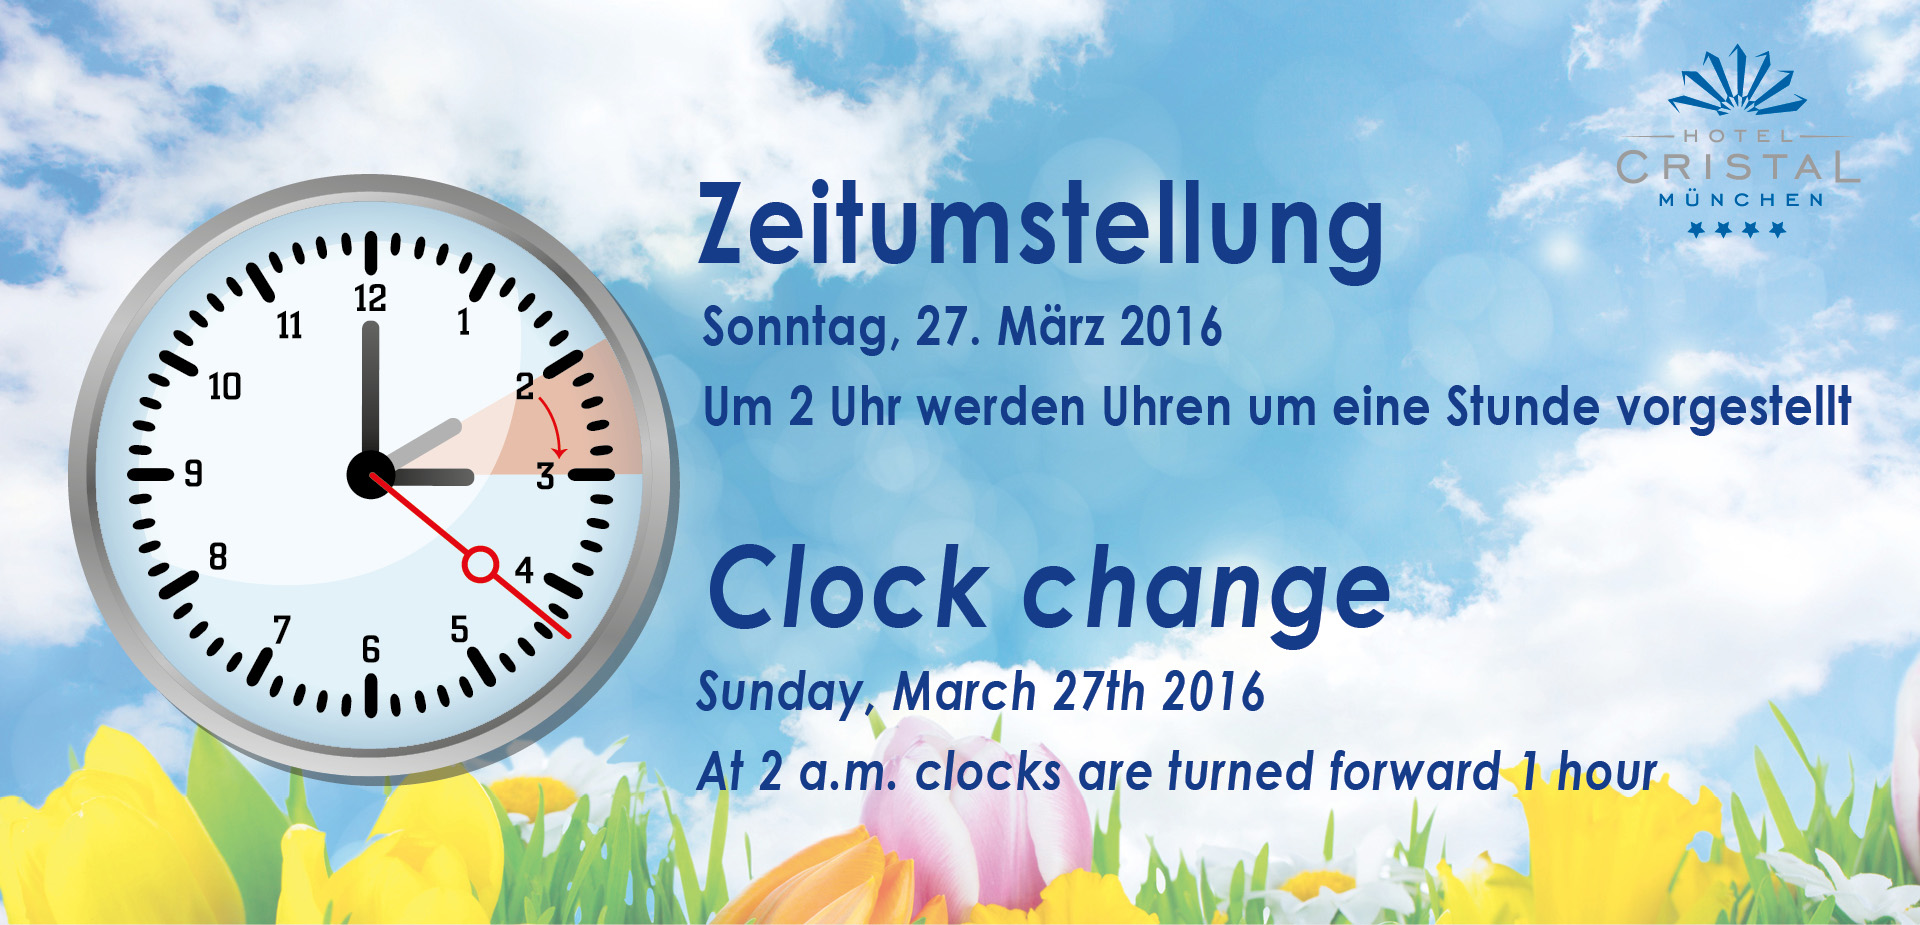 HOTEL
CRISTAL
MÜNCHEN
Zeitumstellung
Sonntag, 27. März 2016
Um 2 Uhr werden Uhren um eine Stunde vorgestellt
Clock change
Sunday, March 27th 2016
At 2 a.m. clocks are turned forward 1 hour
12
1
2
3
4
5
6
7
8
9
10
11